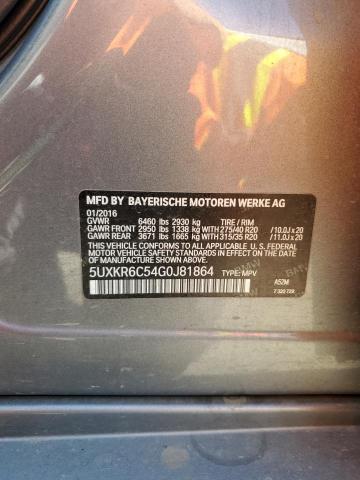 MFD BY BAYERISCHE MOTOREN WERKE AG
01/2016
GVWR 6460 lbs 2930 kg TIRE / RIM
GAWR FRONT 2950 lbs 1338 kg WITH 275/40 R20 /10.0J x 20
GAWR REAR 3671 lbs 1665 kg WITH 315/35 R20 /11.0J x 20
THIS VEHICLE CONFORMS TO ALL APPLICABLE
U.S. FEDERAL MOTOR VEHICLE SAFETY STANDARDS
IN EFFECT ON THE DATE OF
MANUFACTURE SHOWN ABOVE.
5UXKR6C54G0J81864 TYPE: MPV
A52M